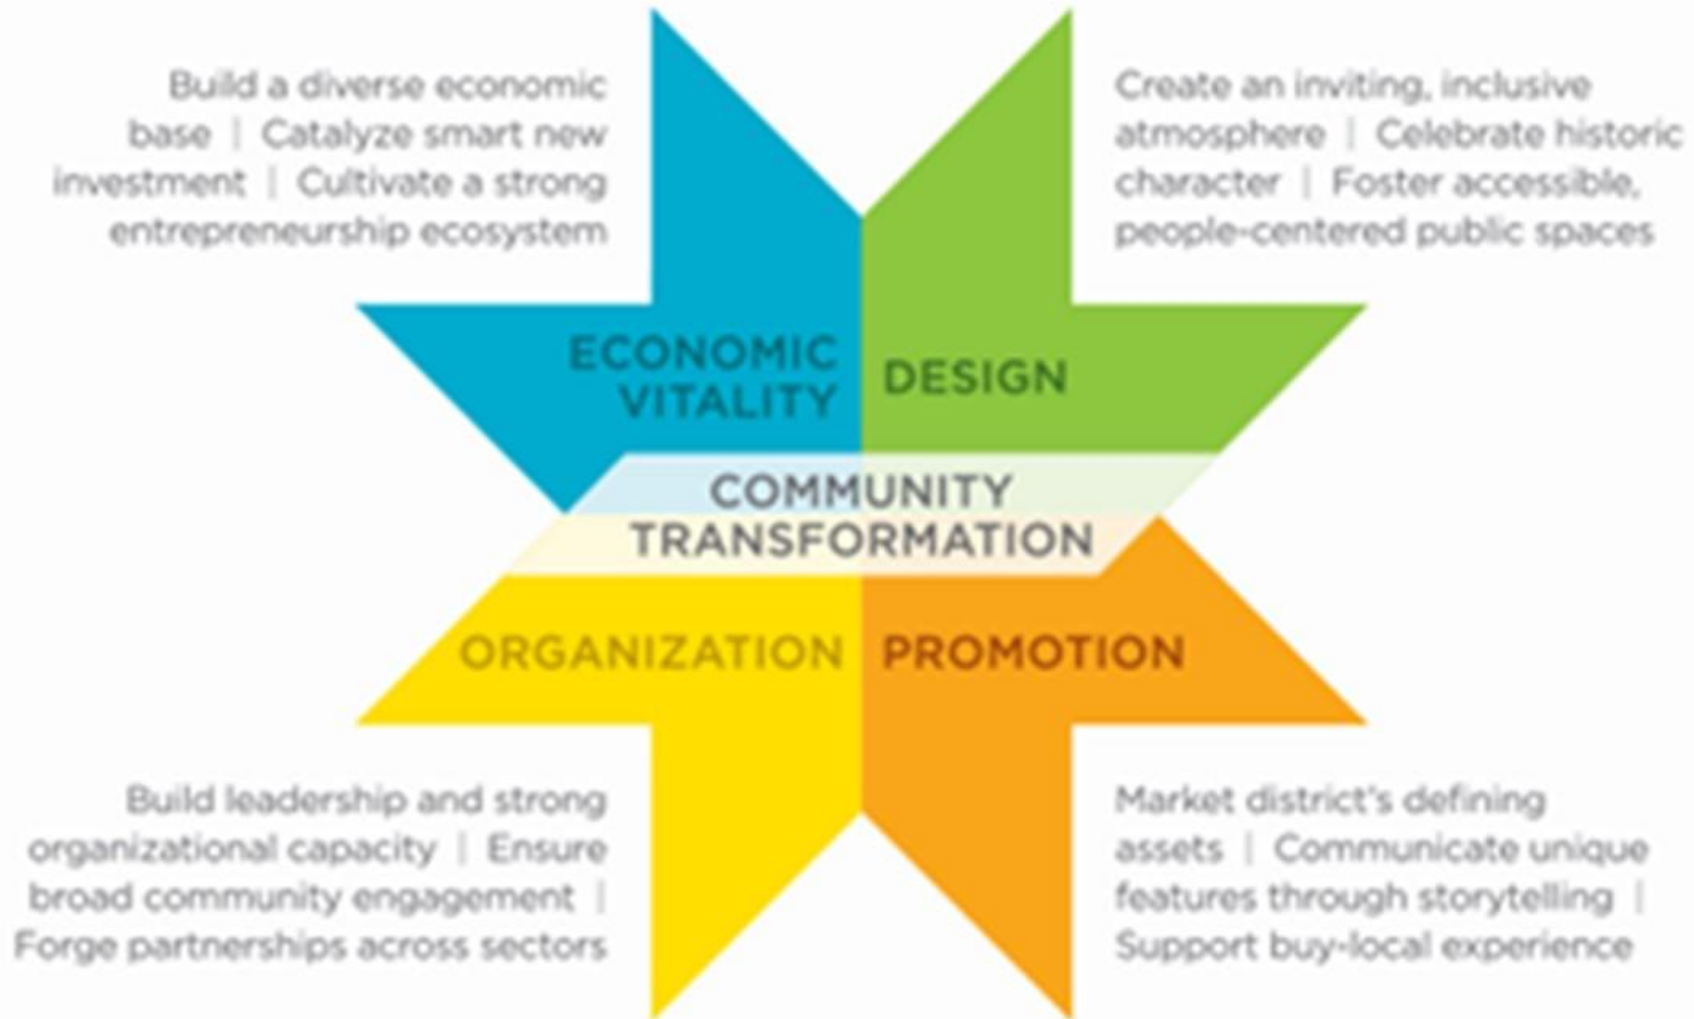 Build a diverse economic
base | Catalyze smart new
investment | Cultivate a strong
entrepreneurship ecosystem
Create an inviting, inclusive
atmosphere | Celebrate historic
character | Foster accessible,
people-centered public spaces
ECONOMIC
VITALITY
DESIGN
COMMUNITY
TRANSFORMATION
ORGANIZATION
PROMOTION
Build leadership and strong
organizational capacity | Ensure
broad community engagement |
Forge partnerships across sectors
Market district's defining
assets | Communicate unique
features through storytelling |
Support buy-local experience